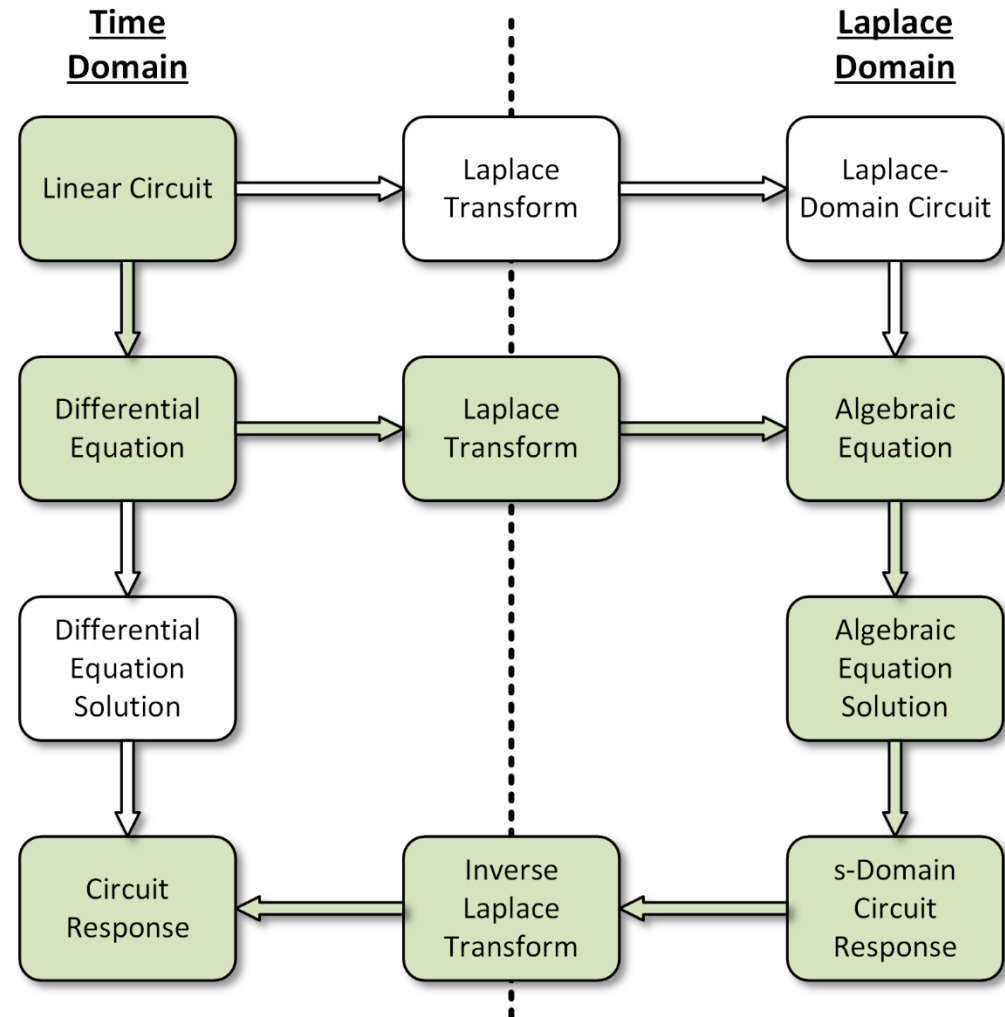 Time
Domain
Laplace
Domain
Linear Circuit
Laplace
Transform
Laplace-
Domain Circuit
Differential
Equation
Laplace
Transform
Algebraic
Equation
Differential
Equation
Solution
Algebraic
Equation
Solution
Circuit
Response
Inverse
Laplace
Transform
s-Domain
Circuit
Response